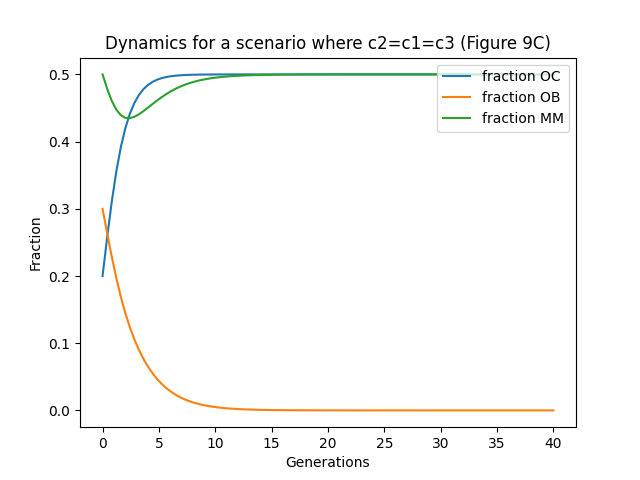 Dynamics for a scenario where c2=c1=c3 (Figure 9C)
fraction OC
fraction OB
fraction MM
0.5
0.4
0.3
0.2
0.1
0.0
Fraction
0 5 10 15 20 25 30 35 40
Generations